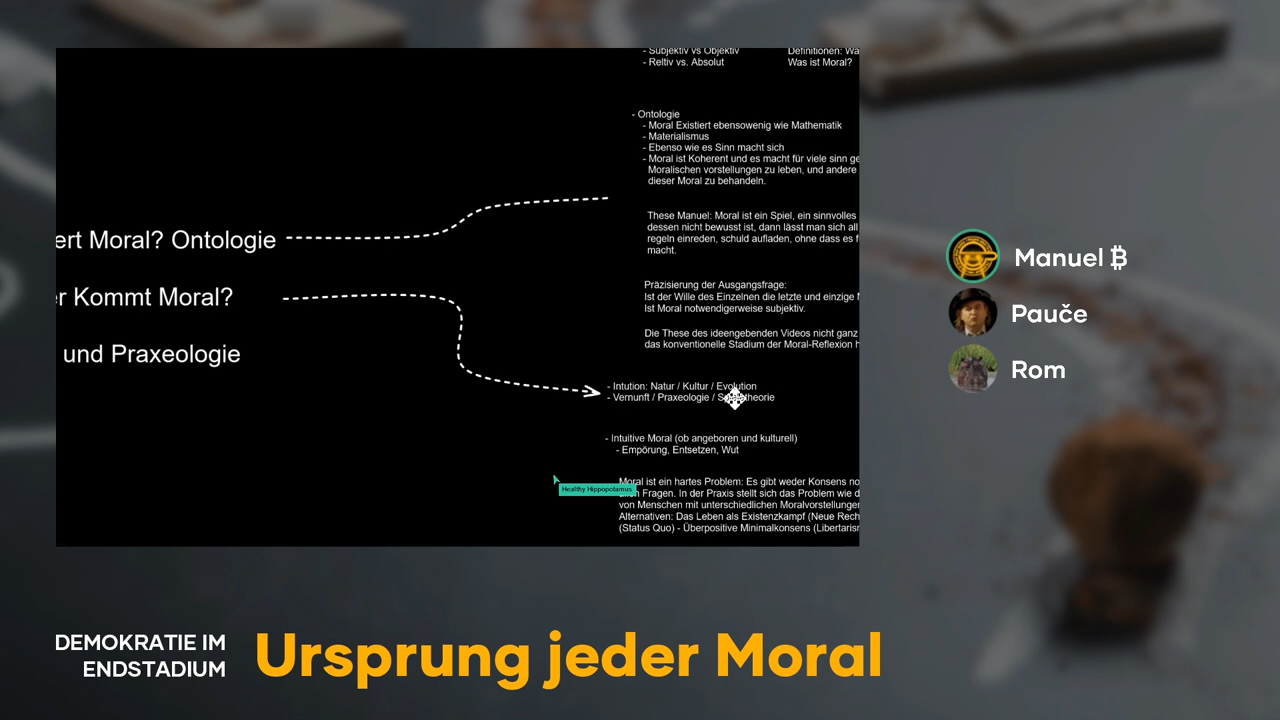 - Subjektiv vs Objektiv
- Reltiv vs. Absolut
Definitionen: Wa
Was ist Moral?
- Ontologie
- Moral Existiert ebensowenig wie Mathematik
- Materialismus
- Ebenso wie es Sinn macht sich
- Moral ist Koherent und es macht für viele sinn ge
Moralischen vorstellungen zu leben, und andere
dieser Moral zu behandeln.
These Manuel: Moral ist ein Spiel, ein sinnvolles
dessen nicht bewusst ist, dann lässt man sich all
regeln einreden, schuld aufladen, ohne dass es f
macht.
Präzisierung der Ausgangsfrage:
Ist der Wille des Einzelnen die letzte und einzige
Ist Moral notwendigerweise subjektiv.
Die These des ideengebenden Videos nicht ganz
das konventionelle Stadium der Moral-Reflexion
ert Moral? Ontologie
r Kommt Moral?
und Praxeologie
- Intution: Natur / Kultur / Evolution
- Vernunft / Praxeologie /
- Intuitive Moral (ob angeboren und kulturell)
- Empörung, Entsetzen, Wut
Healthy Hippopotamus
Moral ist ein hartes Problem: Es gibt weder Konsens no
Fragen. In der Praxis stellt sich das Problem wie d
von Menschen mit unterschiedlichen Moralvorstellungen
Alternativen: Das Leben als Existenzkampf (Neue Rech
(Status Quo) - Überpositive Minimalkonsens (Libertaris
Manuel ₿
Pauče
Rom
DEMOKRATIE IM
ENDSTADIUM
Ursprung jeder Moral